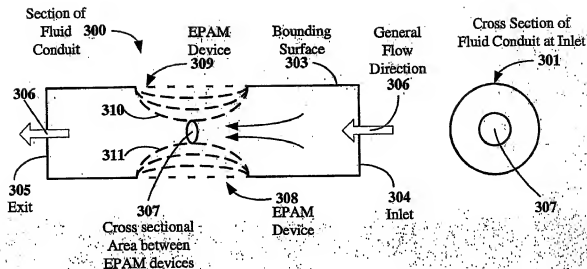 Section of
Fluid
Conduit 300
EPAM
Device
309
Bounding
Surface
303
General
Flow
Direction
306
Cross Section of
Fluid Conduit at Inlet
301
306
310
311
305
Exit
307
Cross sectional
Area between
EPAM devices
308
EPAM
Device
304
Inlet
307